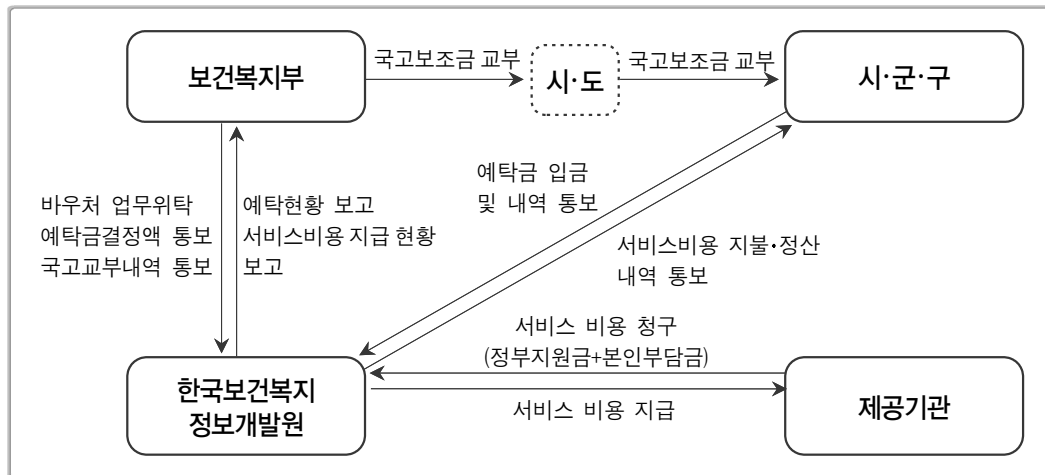 보건복지부
국고보조금 교부
시·도
국고보조금 교부
시·군·구
바우처 업무위탁
예탁금결정액 통보
국고교부내역 통보
예탁현황 보고
서비스비용 지급 현황
보고
예탁금 입금
및 내역 통보
서비스비용 지불·정산
내역 통보
서비스 비용 청구
(정부지원금+본인부담금)
서비스 비용 지급
한국보건복지
정보개발원
제공기관